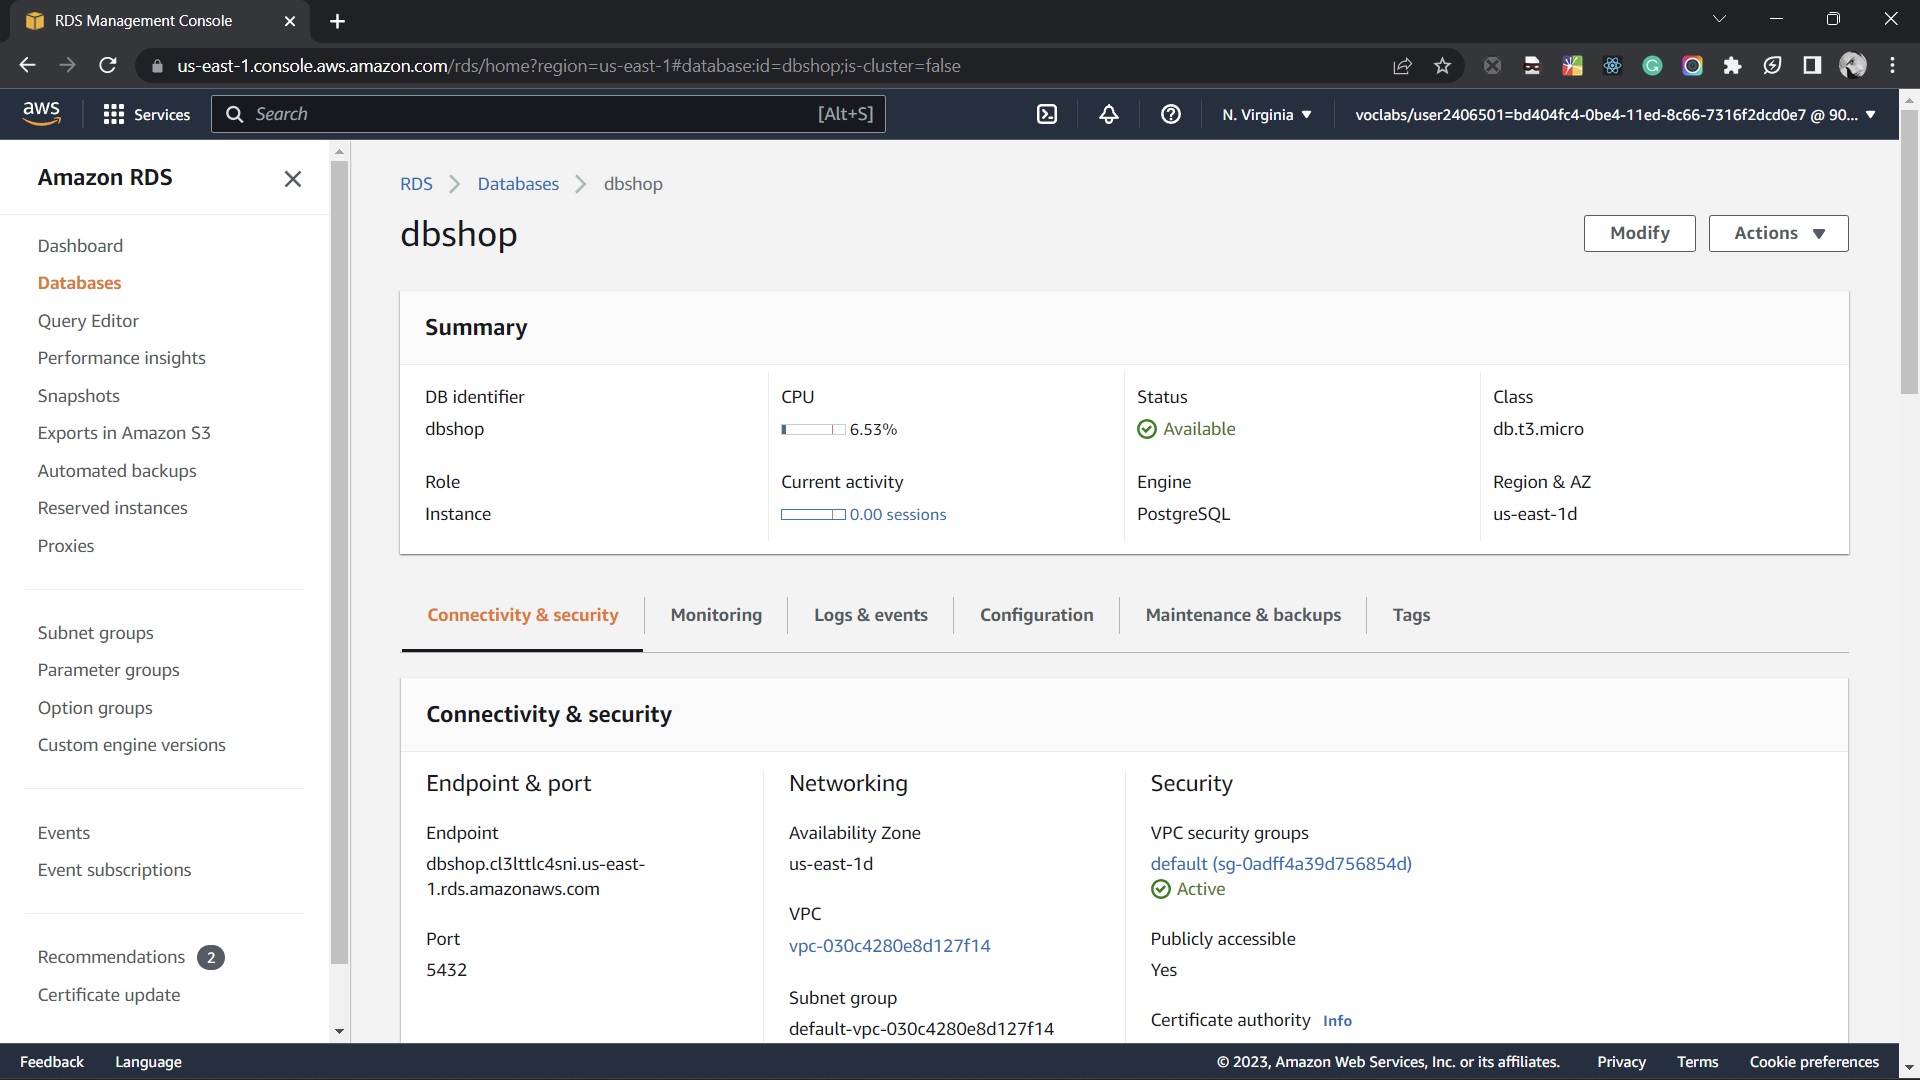 RDS Management Console
us-east-1.console.aws.amazon.com/rds/home?region=us-east-1#database:id=dbshop;is-cluster=false
aws
Services
Search
[Alt+S]
N. Virginia
voclabs/user2406501=bd404fc4-0be4-11ed-8c66-7316f2dcd0e7 @ 90...
Amazon RDS
Dashboard
Databases
Query Editor
Performance insights
Snapshots
Exports in Amazon S3
Automated backups
Reserved instances
Proxies
Subnet groups
Parameter groups
Option groups
Custom engine versions
Events
Event subscriptions
Recommendations 2
Certificate update
RDS
Databases
dbshop
dbshop
Modify
Actions
Summary
DB identifier
dbshop
CPU
6.53%
Status
Available
Class
db.t3.micro
Role
Instance
Current activity
0.00 sessions
Engine
PostgreSQL
Region & AZ
us-east-1d
Connectivity & security
Monitoring
Logs & events
Configuration
Maintenance & backups
Tags
Connectivity & security
Endpoint & port
Endpoint
dbshop.cl3lttlc4sni.us-east-
1.rds.amazonaws.com
Port
5432
Networking
Availability Zone
us-east-1d
VPC
vpc-030c4280e8d127f14
Subnet group
default-vpc-030c4280e8d127f14
Security
VPC security groups
default (sg-0adff4a39d756854d)
Active
Publicly accessible
Yes
Certificate authority Info
Feedback
Language
© 2023, Amazon Web Services, Inc. or its affiliates.
Privacy
Terms
Cookie preferences